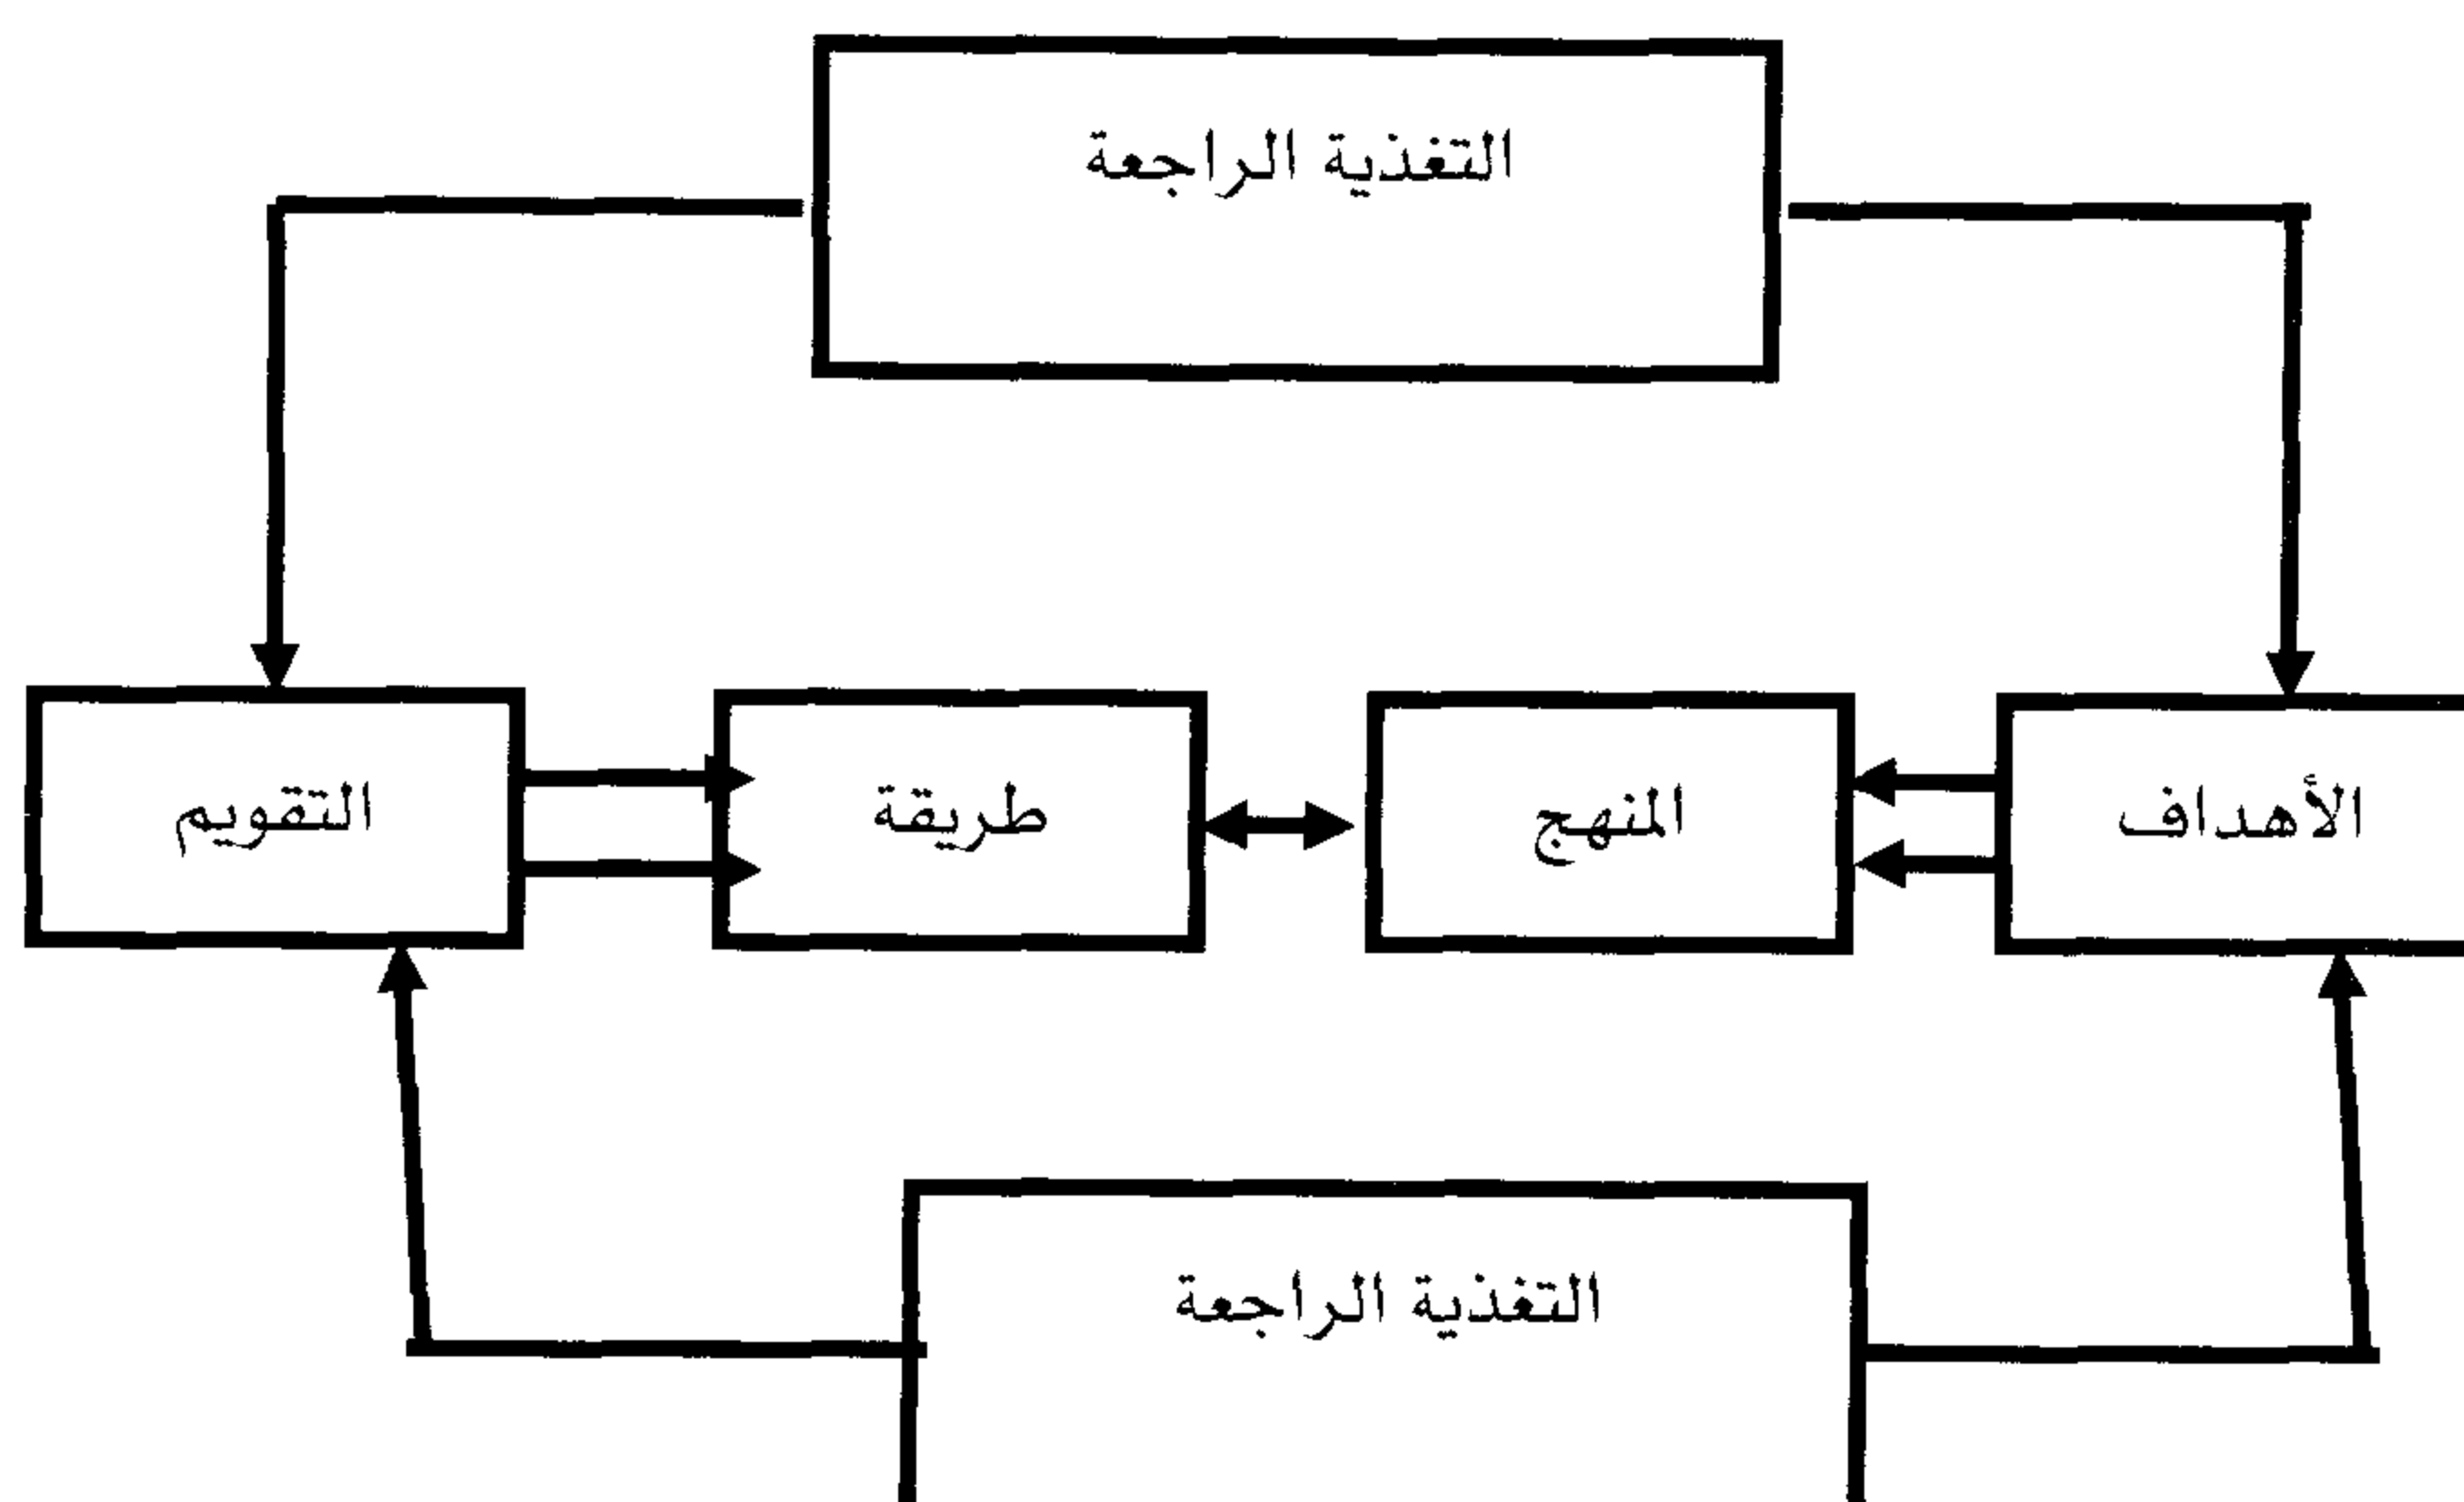 التغذية الراجعة
الأهداف
المنهج
طريقة
التقويم
التغذية الراجعة